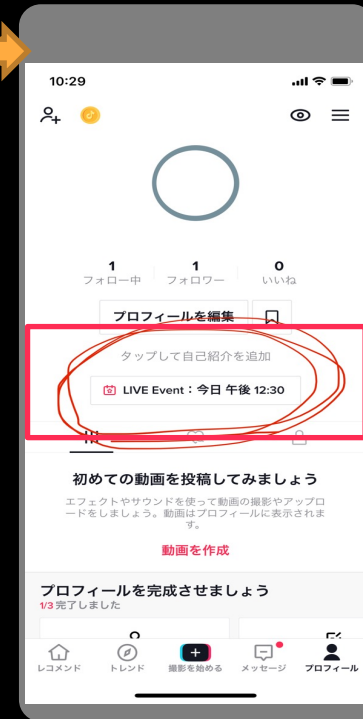 10:29
1 1 0
フォロー中 フォロワー いいね
プロフィールを編集
タップして自己紹介を追加
LIVE Event：今日 午後 12:30
初めての動画を投稿してみましょう
エフェクトやサウンドを使って動画の撮影やアップロ
ードをしましょう。動画はプロフィールに表示されま
す。
動画を作成
プロフィールを完成させましょう
1/3 完了しました
レコメンド トレンド 撮影を始める メッセージ プロフィール